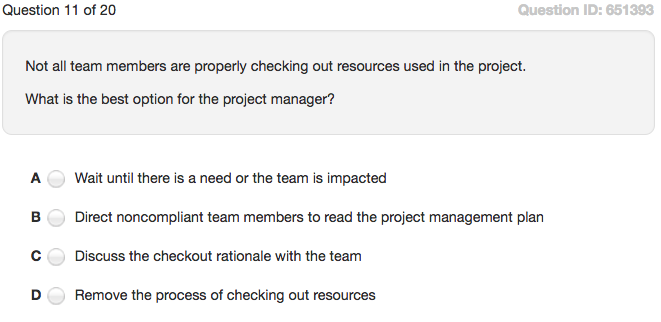 Question 11 of 20
Question ID: 651393
Not all team members are properly checking out resources used in the project.
What is the best option for the project manager?
A Wait until there is a need or the team is impacted
B Direct noncompliant team members to read the project management plan
C Discuss the checkout rationale with the team
D Remove the process of checking out resources